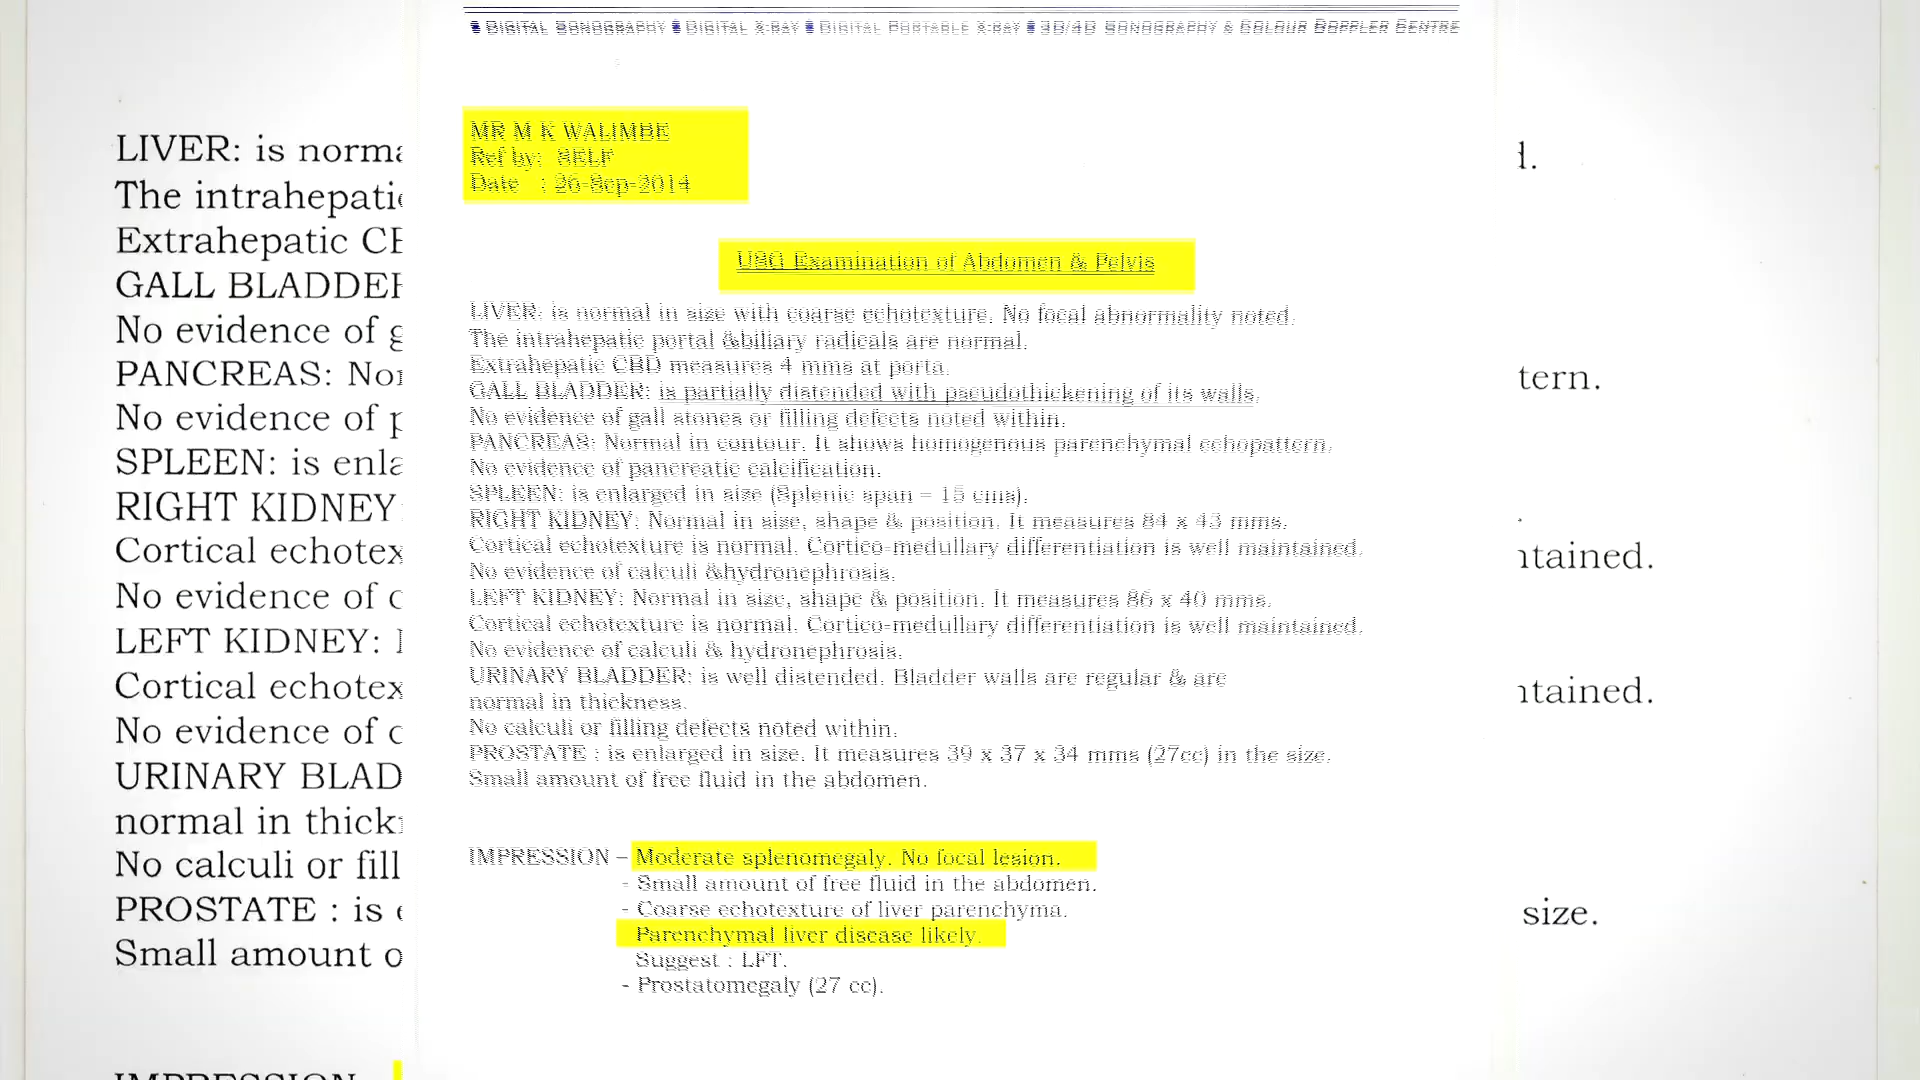 DIGITAL SONOGRAPHY DIGITAL X-RAY DIGITAL PORTABLE X-RAY 3D/4D SONOGRAPHY & COLOUR DOPPLER CENTRE
MR M K WALIMBE
Ref by: SELF
Date : 26-Sep-2014
USG Examination of Abdomen & Pelvis
LIVER: is normal in size with coarse echotexture. No focal abnormality noted.
The intrahepatic portal &biliary radicals are normal.
Extrahepatic CBD measures 4 mms at porta.
GALL BLADDER: is partially distended with pseudothickening of its walls.
No evidence of gall stones or filling defects noted within.
PANCREAS: Normal in contour. It shows homogenous parenchymal echopattern.
No evidence of pancreatic calcification.
SPLEEN: is enlarged in size (Splenic span = 15 cms).
RIGHT KIDNEY: Normal in size, shape & position. It measures 84 x 43 mms.
Cortical echotexture is normal. Cortico-medullary differentiation is well maintained.
No evidence of calculi &hydronephrosis.
LEFT KIDNEY: Normal in size, shape & position. It measures 86 x 40 mms.
Cortical echotexture is normal. Cortico-medullary differentiation is well maintained.
No evidence of calculi & hydronephrosis.
URINARY BLADDER: is well distended. Bladder walls are regular & are
normal in thickness.
No calculi or filling defects noted within.
PROSTATE : is enlarged in size. It measures 39 x 37 x 34 mms (27cc) in the size.
Small amount of free fluid in the abdomen.
IMPRESSION – Moderate splenomegaly. No focal lesion.
- Small amount of free fluid in the abdomen.
- Coarse echotexture of liver parenchyma.
Parenchymal liver disease likely.
Suggest : LFT.
- Prostatomegaly (27 cc).
LIVER: is norma
The intrahepatic
Extrahepatic
GALL BLADDER
No evidence of g
PANCREAS: Nor
No evidence of p
SPLEEN: is enla
RIGHT KIDNEY
Cortical echotex
No evidence of c
LEFT KIDNEY:
Cortical echotex
No evidence of c
URINARY BLAD
normal in thick
No calculi or fill
PROSTATE : is
Small amount o
IMPRESSION
d.
tern.
ntained.
ntained.
size.